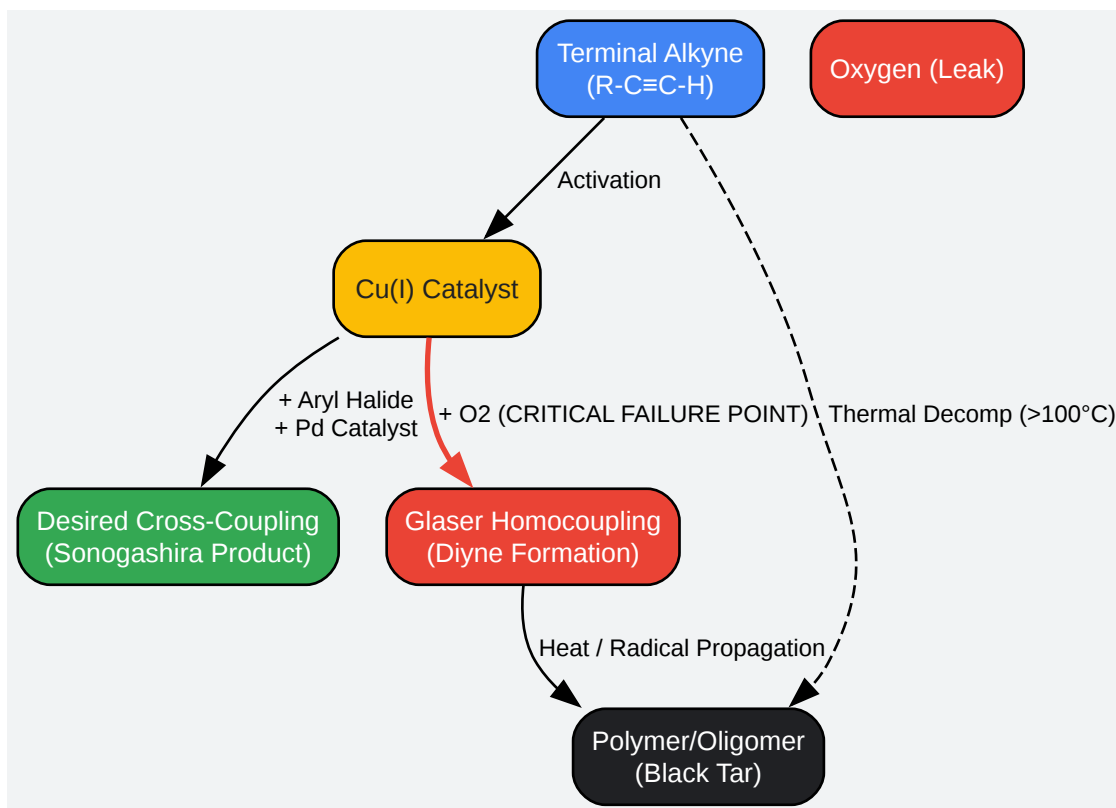 Terminal Alkyne
(R-C≡C-H)
Oxygen (Leak)
Activation
Cu(I) Catalyst
+ Aryl Halide
+ Pd Catalyst
+ O2 (CRITICAL FAILURE POINT)
Thermal Decomp (>100°C)
Desired Cross-Coupling
(Sonogashira Product)
Glaser Homocoupling
(Diyne Formation)
Heat / Radical Propagation
Polymer/Oligomer
(Black Tar)